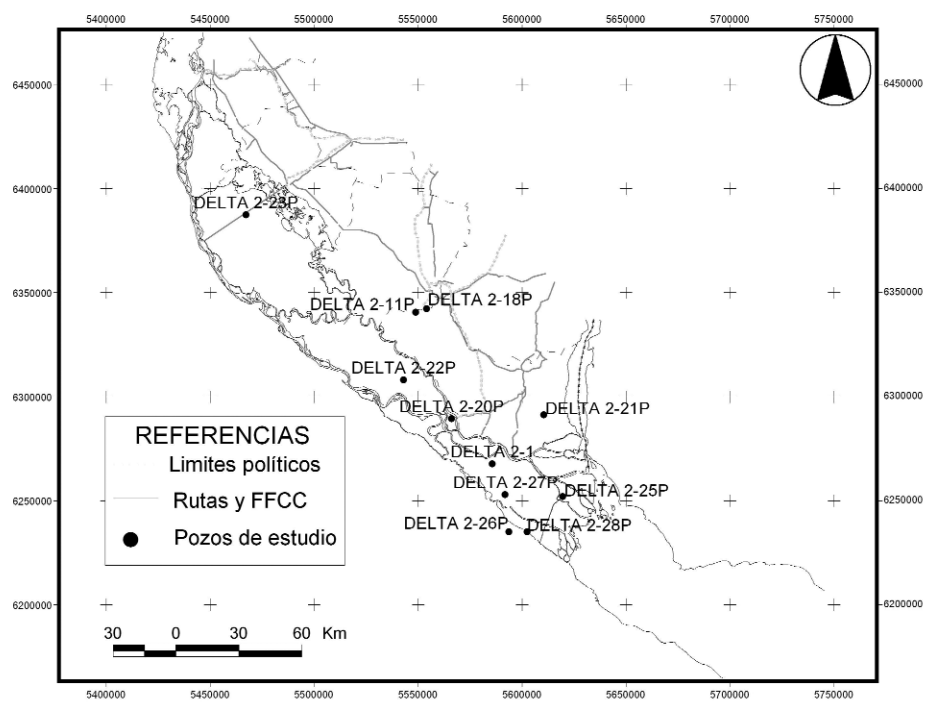 5400000 5450000 5500000 5550000 5600000 5650000 5700000 5750000
6450000 6450000
6400000 6400000
DELTA 2-23P
6350000 6350000
DELTA 2-11P DELTA 2-18P
DELTA 2-22P
6300000 6300000
DELTA 2-20P DELTA 2-21P
REFERENCIAS
Limites políticos
Rutas y FFCC
Pozos de estudio
DELTA 2-1
DELTA 2-27P DELTA 2-25P
6250000 6250000
DELTA 2-26P DELTA 2-28P
6200000 6200000
30 0 30 60 Km
5400000 5450000 5500000 5550000 5600000 5650000 5700000 5750000